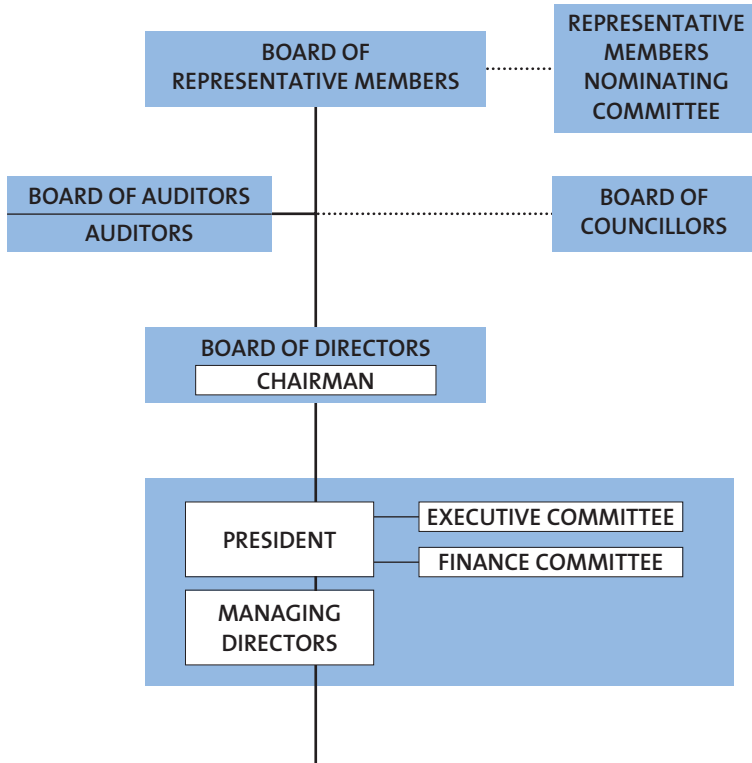 BOARD OF
REPRESENTATIVE MEMBERS
REPRESENTATIVE
MEMBERS
NOMINATING
COMMITTEE
BOARD OF AUDITORS
AUDITORS
BOARD OF
COUNCILLORS
BOARD OF DIRECTORS
CHAIRMAN
PRESIDENT
EXECUTIVE COMMITTEE
FINANCE COMMITTEE
MANAGING
DIRECTORS